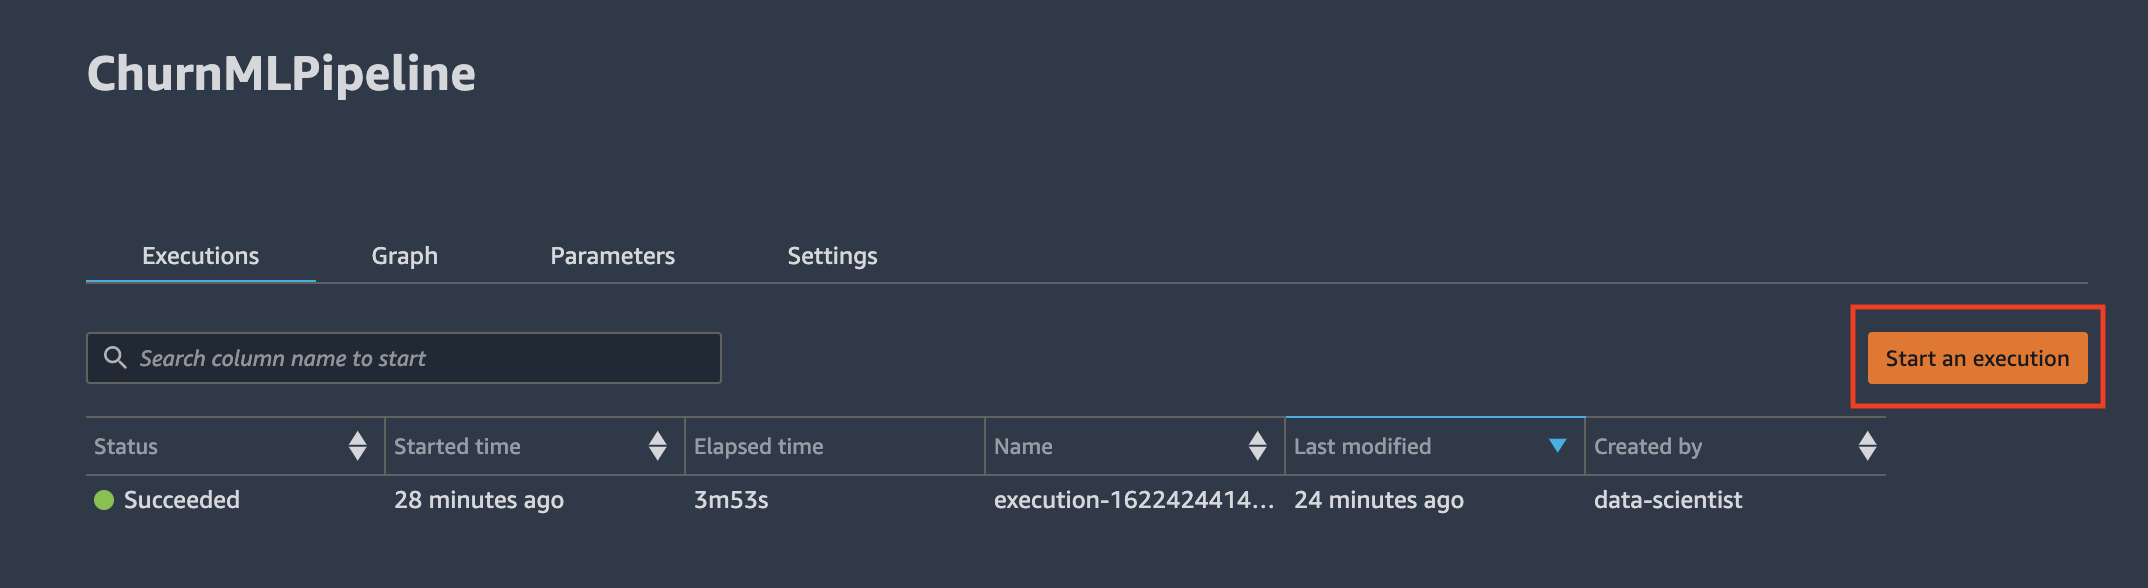 ChurnMLPipeline
Executions Graph Parameters Settings
Search column name to start
Start an execution
Status Started time Elapsed time Name Last modified Created by
Succeeded 28 minutes ago 3m53s execution-1622424414... 24 minutes ago data-scientist